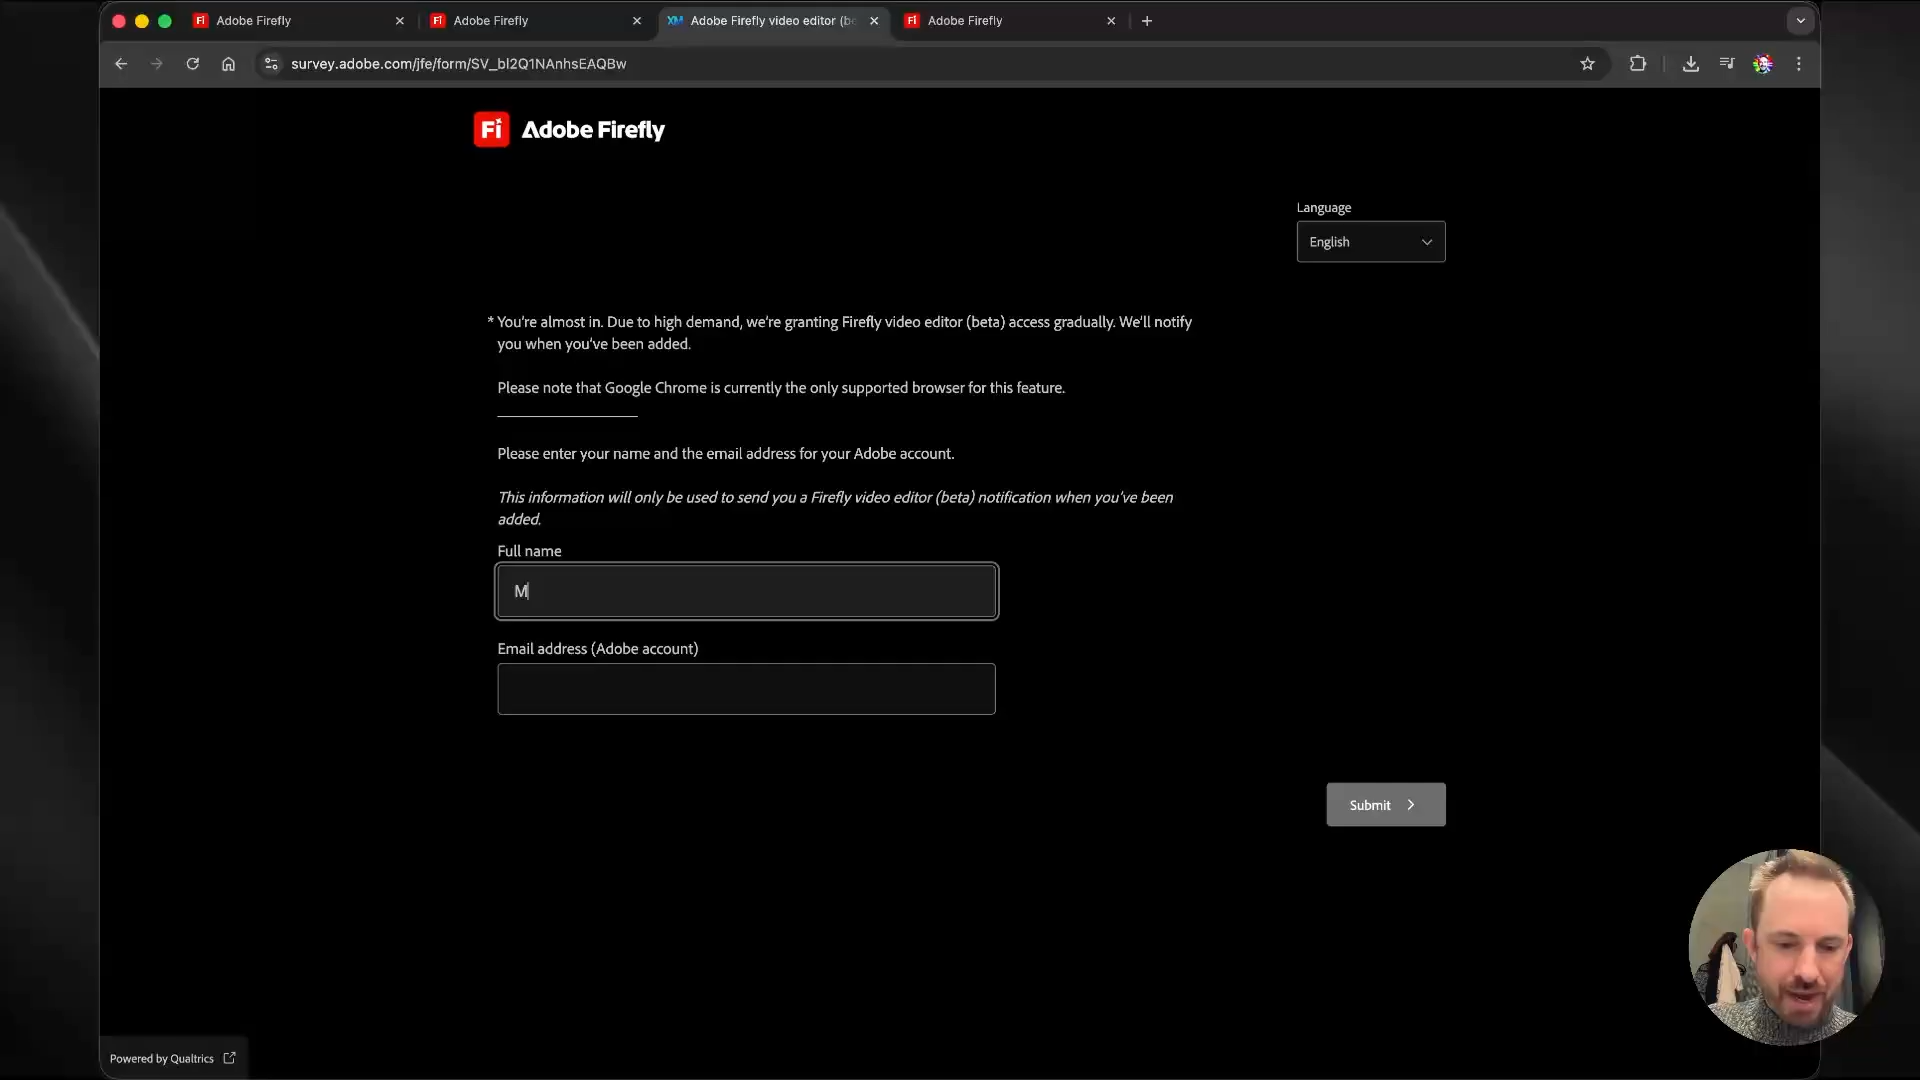 Adobe Firefly
Adobe Firefly
Adobe Firefly video editor (be
Adobe Firefly
survey.adobe.com/jfe/form/SV_bl2Q1NAnhsEAQBw
Fi Adobe Firefly
Language
English
* You're almost in. Due to high demand, we're granting Firefly video editor (beta) access gradually. We'll notify
you when you've been added.
Please note that Google Chrome is currently the only supported browser for this feature.
Please enter your name and the email address for your Adobe account.
This information will only be used to send you a Firefly video editor (beta) notification when you've been
added.
Full name
M
Email address (Adobe account)
Submit
Powered by Qualtrics